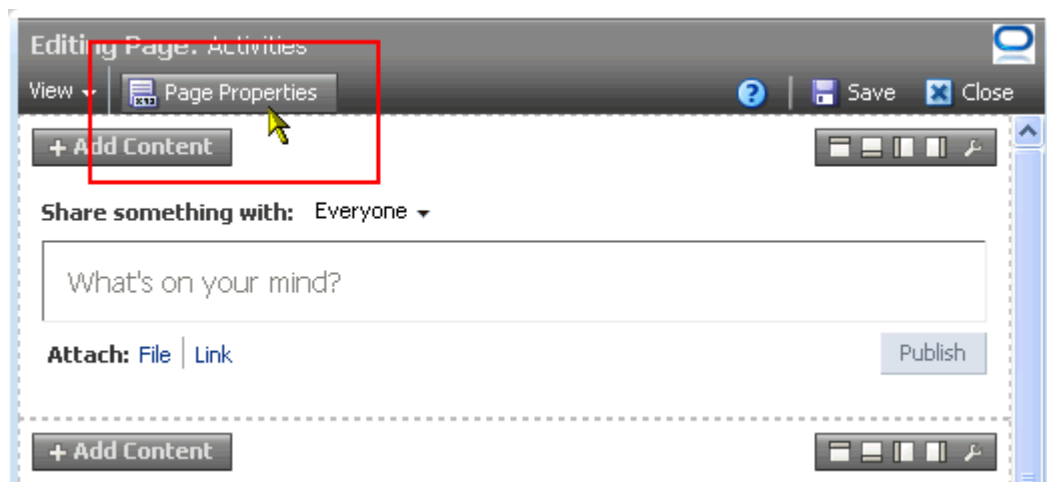 Editing Page: Activities
View Page Properties ? Save Close
+ Add Content
Share something with: Everyone
What's on your mind?
Attach: File Link Publish
+ Add Content